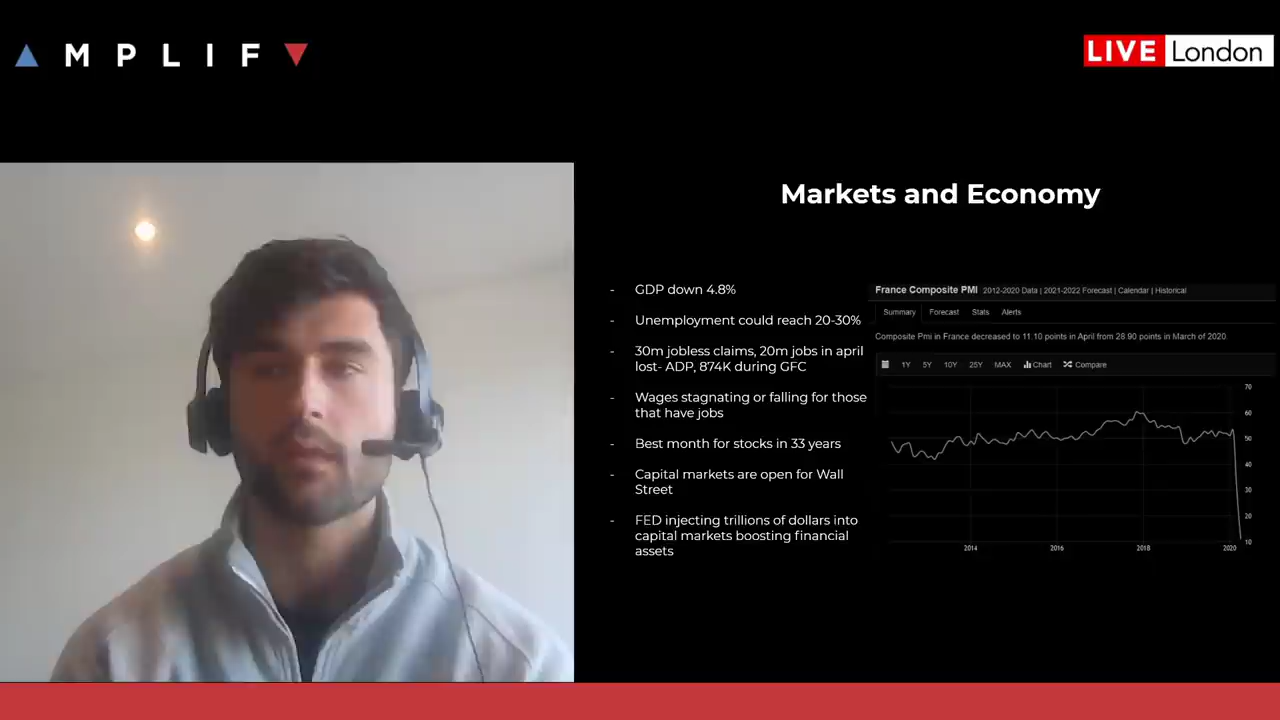 ▲ M P L I F ▼
LIVE London
Markets and Economy
- GDP down 4.8%
- Unemployment could reach 20-30%
- 30m jobless claims, 20m jobs in april
lost- ADP, 874K during GFC
- Wages stagnating or falling for those
that have jobs
- Best month for stocks in 33 years
- Capital markets are open for Wall
Street
- FED injecting trillions of dollars into
capital markets boosting financial
assets
France Composite PMI 2012-2020 Data | 2021-2022 Forecast | Calendar | Historical
Summary Forecast Stats Alerts
Composite Pmi in France decreased to 11.10 points in April from 28.90 points in March of 2020.
1Y 5Y 10Y 25Y MAX Chart Compare
70
60
50
40
30
20
10
2014 2016 2018 2020